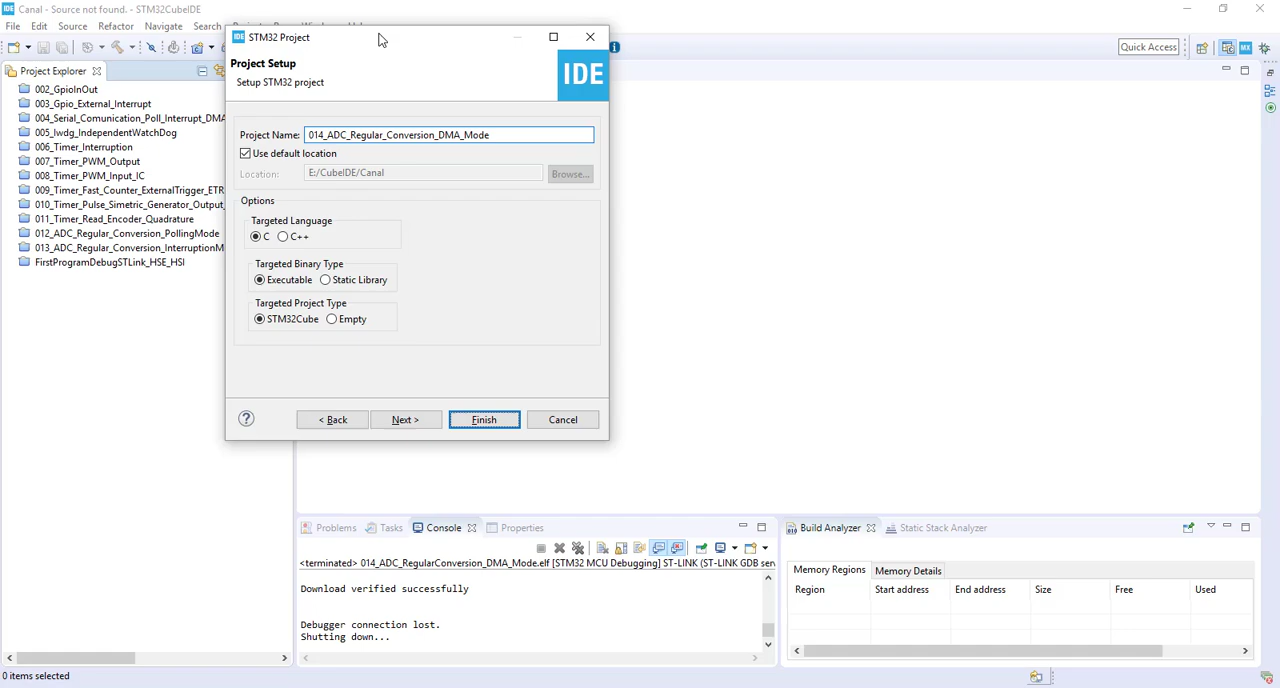 IDE Canal - Source not found. - STM32CubeIDE
File Edit Source Refactor Navigate Search
Quick Access
MX
Project Explorer
002_GpioInOut
003_Gpio_External_Interrupt
004_Serial_Comunication_Poll_Interrupt_DMA
005_Iwdg_IndependentWatchDog
006_Timer_Interruption
007_Timer_PWM_Output
008_Timer_PWM_Input_IC
009_Timer_Fast_Counter_ExternalTrigger_ETR
010_Timer_Pulse_Simetric_Generator_Output_
011_Timer_Read_Encoder_Quadrature
012_ADC_Regular_Conversion_PollingMode
013_ADC_Regular_Conversion_InterruptionM
FirstProgramDebugSTLink_HSE_HSI
IDE STM32 Project
Project Setup
Setup STM32 project
IDE
Project Name: 014_ADC_Regular_Conversion_DMA_Mode
Use default location
Location: E:/CubeIDE/Canal Browse...
Options
Targeted Language
C C++
Targeted Binary Type
Executable Static Library
Targeted Project Type
STM32Cube Empty
? < Back Next > Finish Cancel
Problems Tasks Console Properties
<terminated> 014_ADC_RegularConversion_DMA_Mode.elf [STM32 MCU Debugging] ST-LINK (ST-LINK GDB serv
Download verified successfully
Debugger connection lost.
Shutting down...
Build Analyzer Static Stack Analyzer
Memory Regions Memory Details
Region Start address End address Size Free Used
0 items selected